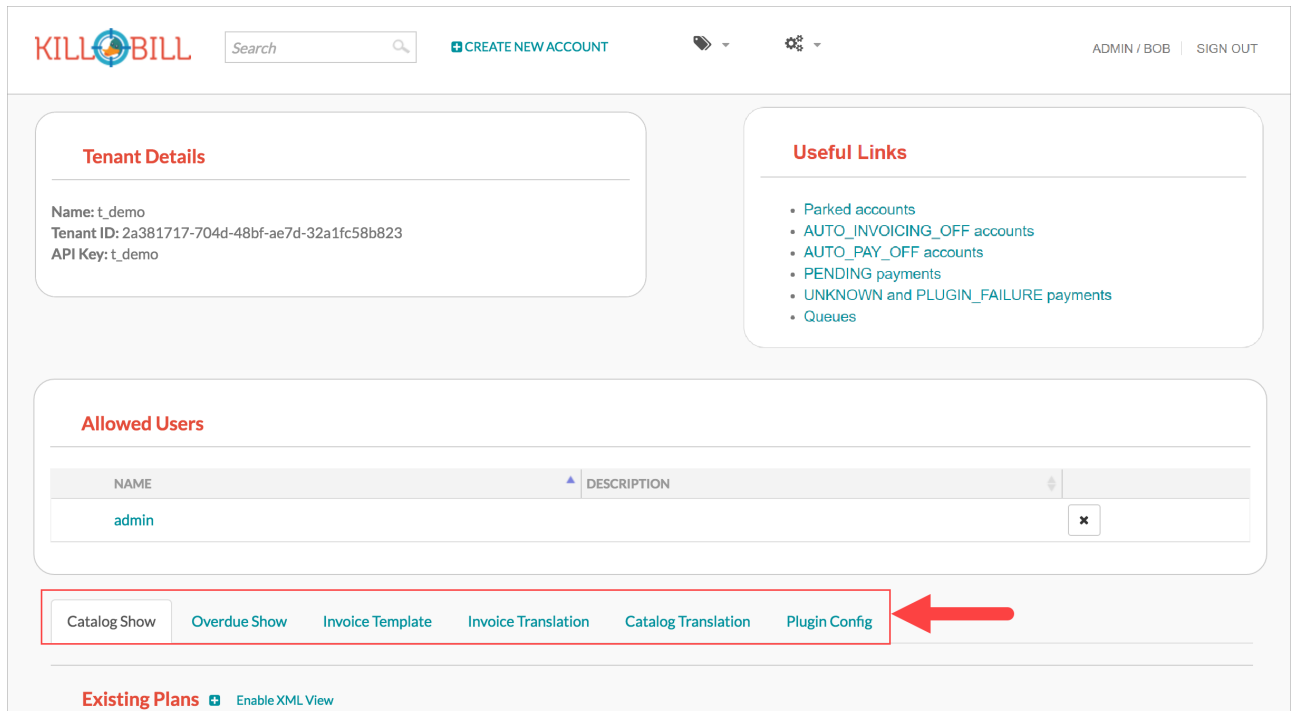 KILL BILL
Search
CREATE NEW ACCOUNT
ADMIN / BOB
SIGN OUT
Tenant Details
Name: t_demo
Tenant ID: 2a381717-704d-48bf-ae7d-32a1fc58b823
API Key: t_demo
Useful Links
Parked accounts
AUTO_INVOICING_OFF accounts
AUTO_PAY_OFF accounts
PENDING payments
UNKNOWN and PLUGIN_FAILURE payments
Queues
Allowed Users
NAME DESCRIPTION
admin
Catalog Show Overdue Show Invoice Template Invoice Translation Catalog Translation Plugin Config
Existing Plans Enable XML View